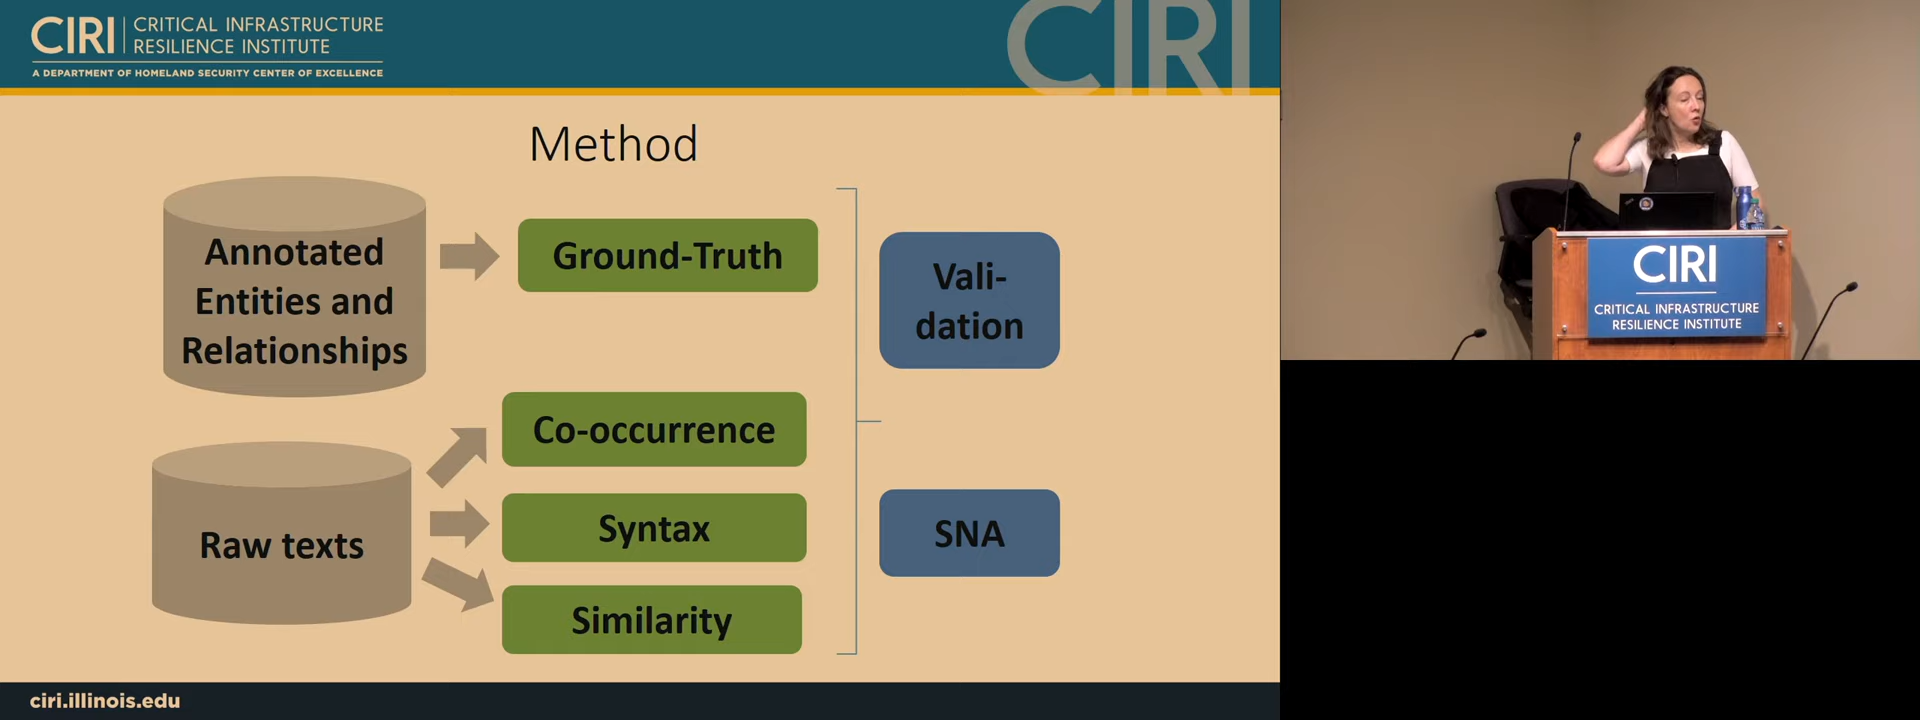 CIRI
CRITICAL INFRASTRUCTURE
RESILIENCE INSTITUTE
A DEPARTMENT OF HOMELAND SECURITY CENTER OF EXCELLENCE
CIRI
Method
Annotated
Entities and
Relationships
Ground-Truth
Vali-
dation
Co-occurrence
Raw texts
Syntax
SNA
Similarity
ciri.illinois.edu
CIRI
CRITICAL INFRASTRUCTURE
RESILIENCE INSTITUTE